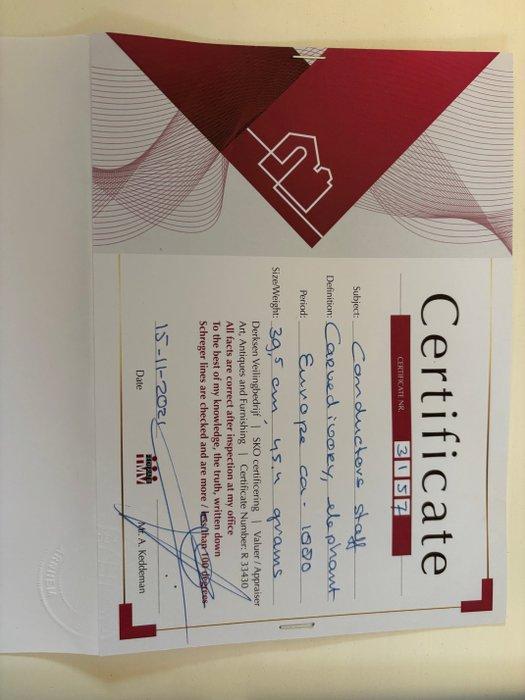 Certificate
CERTIFICATE NR. 3157
Subject: Conductors staff
Definition: Carved ivory, elephant
Period: Europe ca. 1880
Size/Weight: 39,5 cm, 45.4 grams
Derksen Veilingbedrijf | SKO certificering | Valuer / Appraiser
Art, Antiques and Furnishing | Certificate Number: R 33430
All facts are correct after inspection at my office
To the best of my knowledge, the truth, written down
Schreger lines are checked and are more / less than 100 degrees
15-11-2021
Date
Mr. A. Keddeman